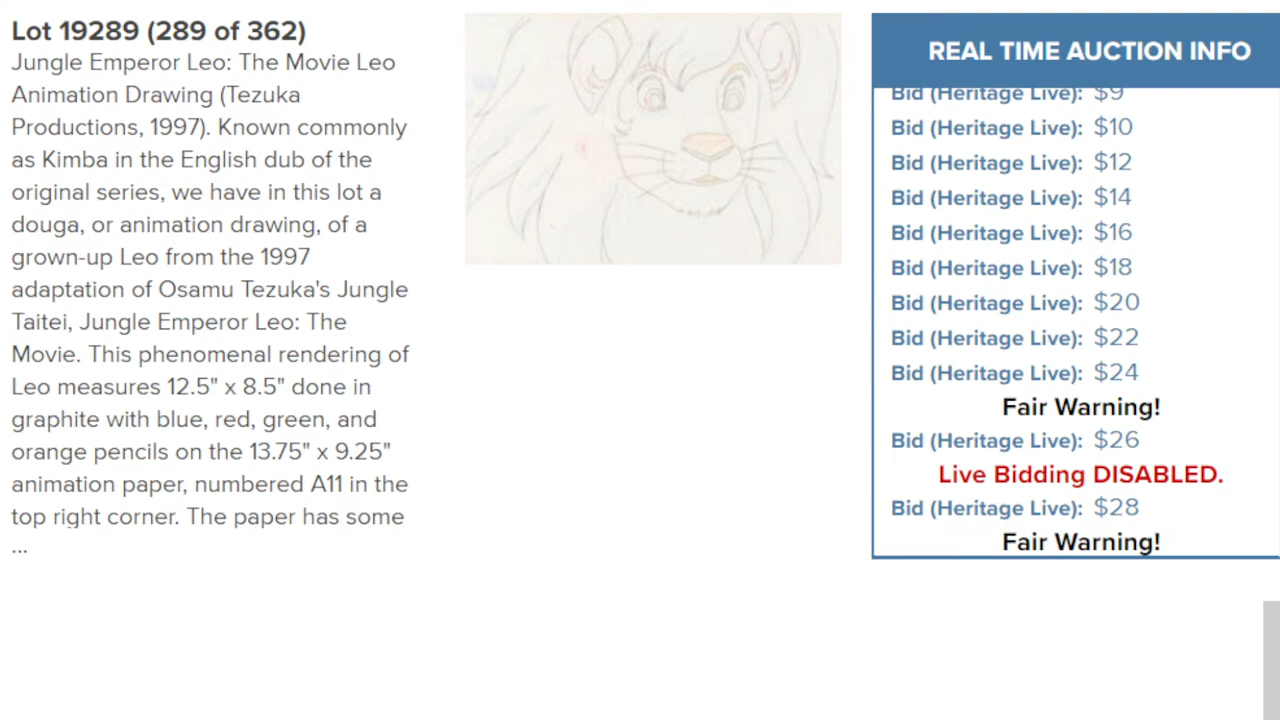 Lot 19289 (289 of 362)
Jungle Emperor Leo: The Movie Leo
Animation Drawing (Tezuka
Productions, 1997). Known commonly
as Kimba in the English dub of the
original series, we have in this lot a
douga, or animation drawing, of a
grown-up Leo from the 1997
adaptation of Osamu Tezuka's Jungle
Taitei, Jungle Emperor Leo: The
Movie. This phenomenal rendering of
Leo measures 12.5" x 8.5" done in
graphite with blue, red, green, and
orange pencils on the 13.75" x 9.25"
animation paper, numbered A11 in the
top right corner. The paper has some
...
REAL TIME AUCTION INFO
Bid (Heritage Live): $9
Bid (Heritage Live): $10
Bid (Heritage Live): $12
Bid (Heritage Live): $14
Bid (Heritage Live): $16
Bid (Heritage Live): $18
Bid (Heritage Live): $20
Bid (Heritage Live): $22
Bid (Heritage Live): $24
Fair Warning!
Bid (Heritage Live): $26
Live Bidding DISABLED.
Bid (Heritage Live): $28
Fair Warning!